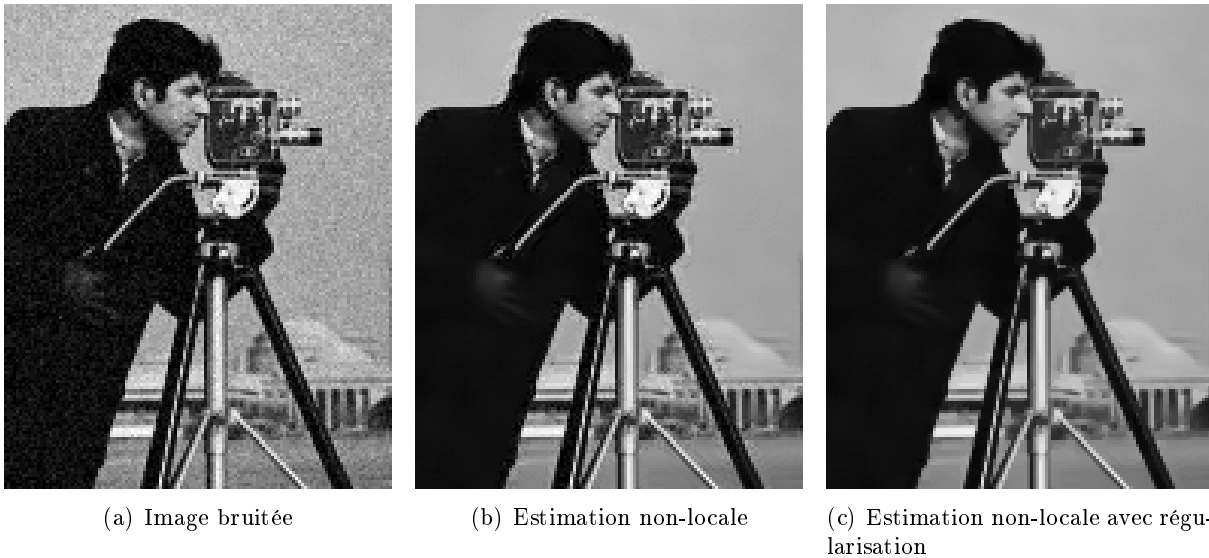 (a) Image bruitée
(b) Estimation non-locale
(c) Estimation non-locale avec régu-
larisation